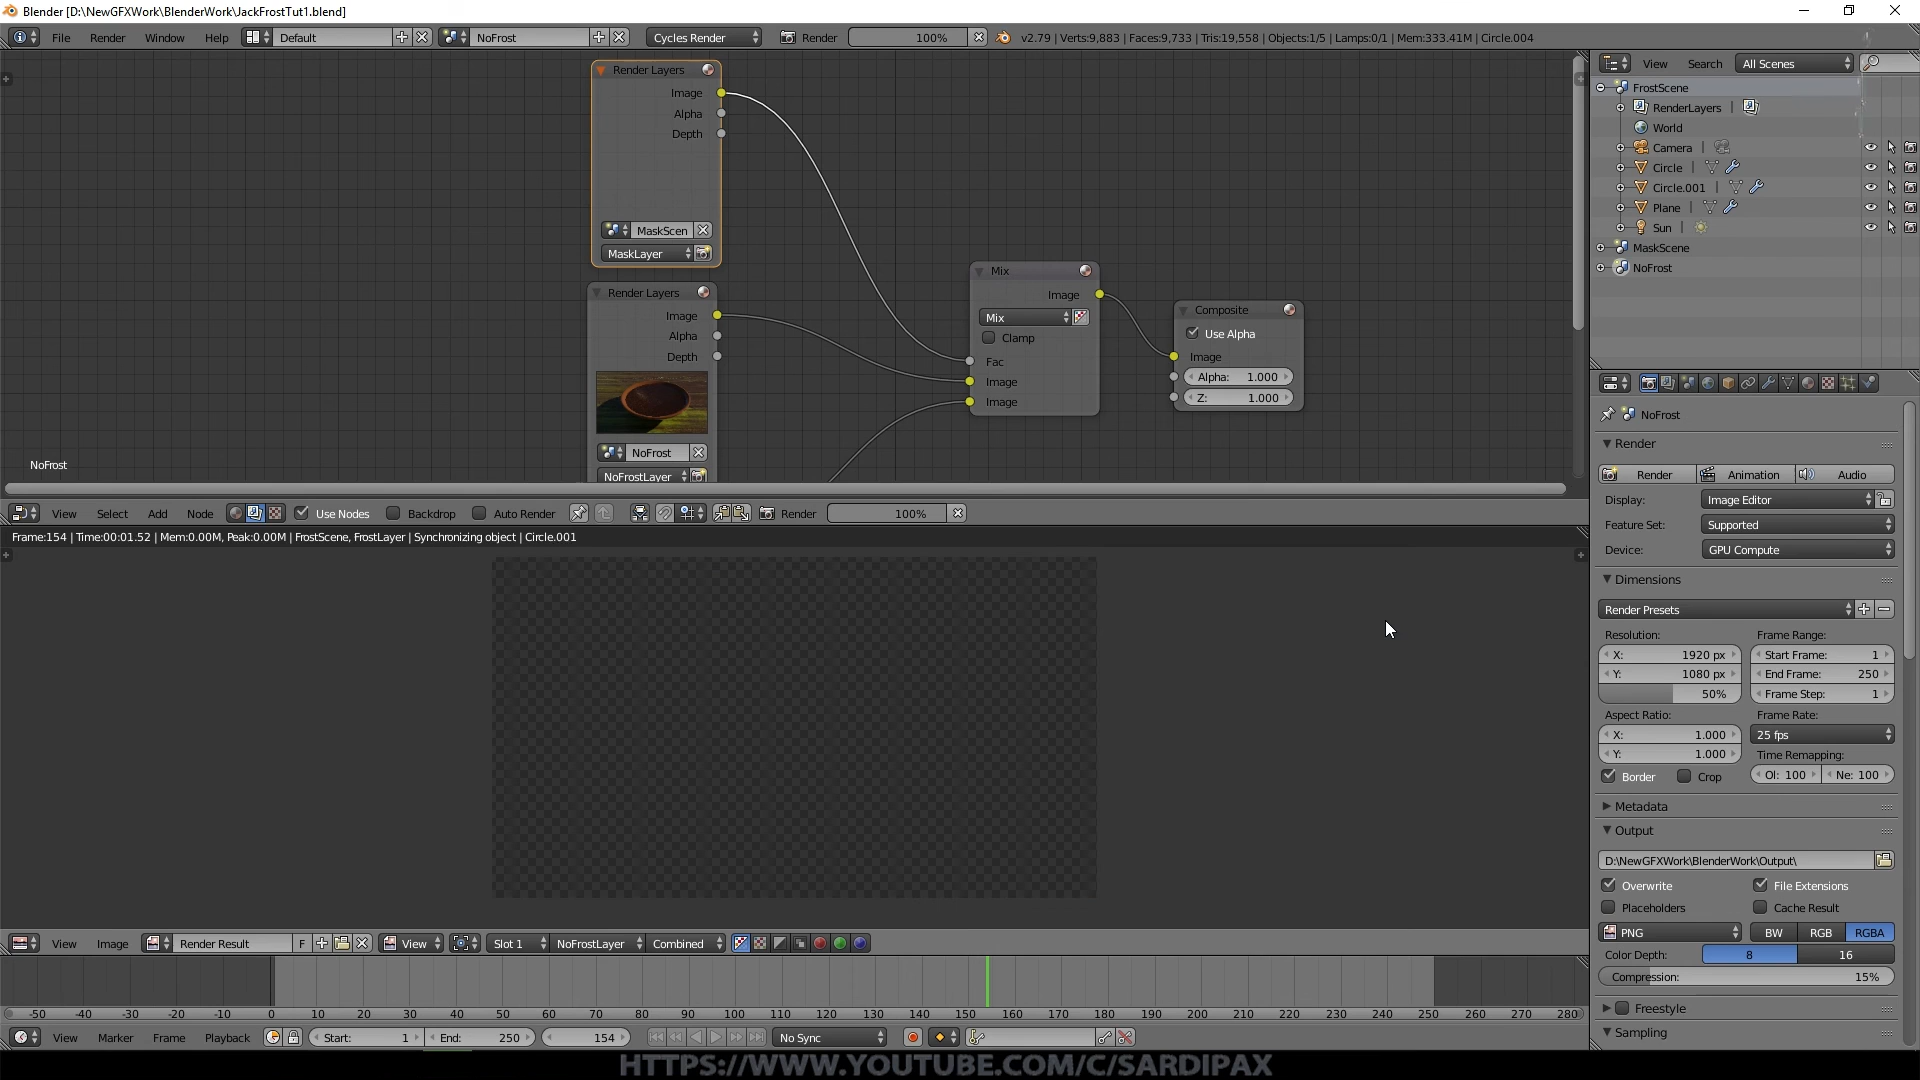 Blender [D:\NewGFXWork\BlenderWork\JackFrostTut1.blend]
File Render Window Help Default NoFrost Cycles Render Render 100% v2.79 | Verts:9,883 | Faces:9,733 | Tris:19,558 | Objects:1/5 | Lamps:0/1 | Mem:333.41M | Circle.004
Render Layers
Image
Alpha
Depth
MaskScen
MaskLayer
Render Layers
Image
Alpha
Depth
NoFrost
NoFrostLayer
Mix
Image
Mix
Clamp
Fac
Image
Image
Composite
Use Alpha
Image
Alpha: 1.000
Z: 1.000
NoFrost
View Select Add Node Use Nodes Backdrop Auto Render Render 100%
Frame:154 | Time:00:01.52 | Mem:0.00M, Peak:0.00M | FrostScene, FrostLayer | Synchronizing object | Circle.001
View Image Render Result F View Slot 1 NoFrostLayer Combined
-50 -40 -30 -20 -10 0 10 20 30 40 50 60 70 80 90 100 110 120 130 140 150 160 170 180 190 200 210 220 230 240 250 260 270 280
View Marker Frame Playback Start: 1 End: 250 154 No Sync
View Search All Scenes
FrostScene
RenderLayers |
World
Camera |
Circle |
Circle.001 |
Plane |
Sun |
MaskScene
NoFrost
NoFrost
Render
Render Animation Audio
Display: Image Editor
Feature Set: Supported
Device: GPU Compute
Dimensions
Render Presets
Resolution: Frame Range:
X: 1920 px Start Frame: 1
Y: 1080 px End Frame: 250
50% Frame Step: 1
Aspect Ratio: Frame Rate:
X: 1.000 25 fps
Y: 1.000 Time Remapping:
Border Crop Ol: 100 Ne: 100
Metadata
Output
D:\NewGFXWork\BlenderWork\Output\
Overwrite File Extensions
Placeholders Cache Result
PNG BW RGB RGBA
Color Depth: 8 16
Compression: 15%
Freestyle
Sampling
HTTPS://WWW.YOUTUBE.COM/C/SARDIPAX